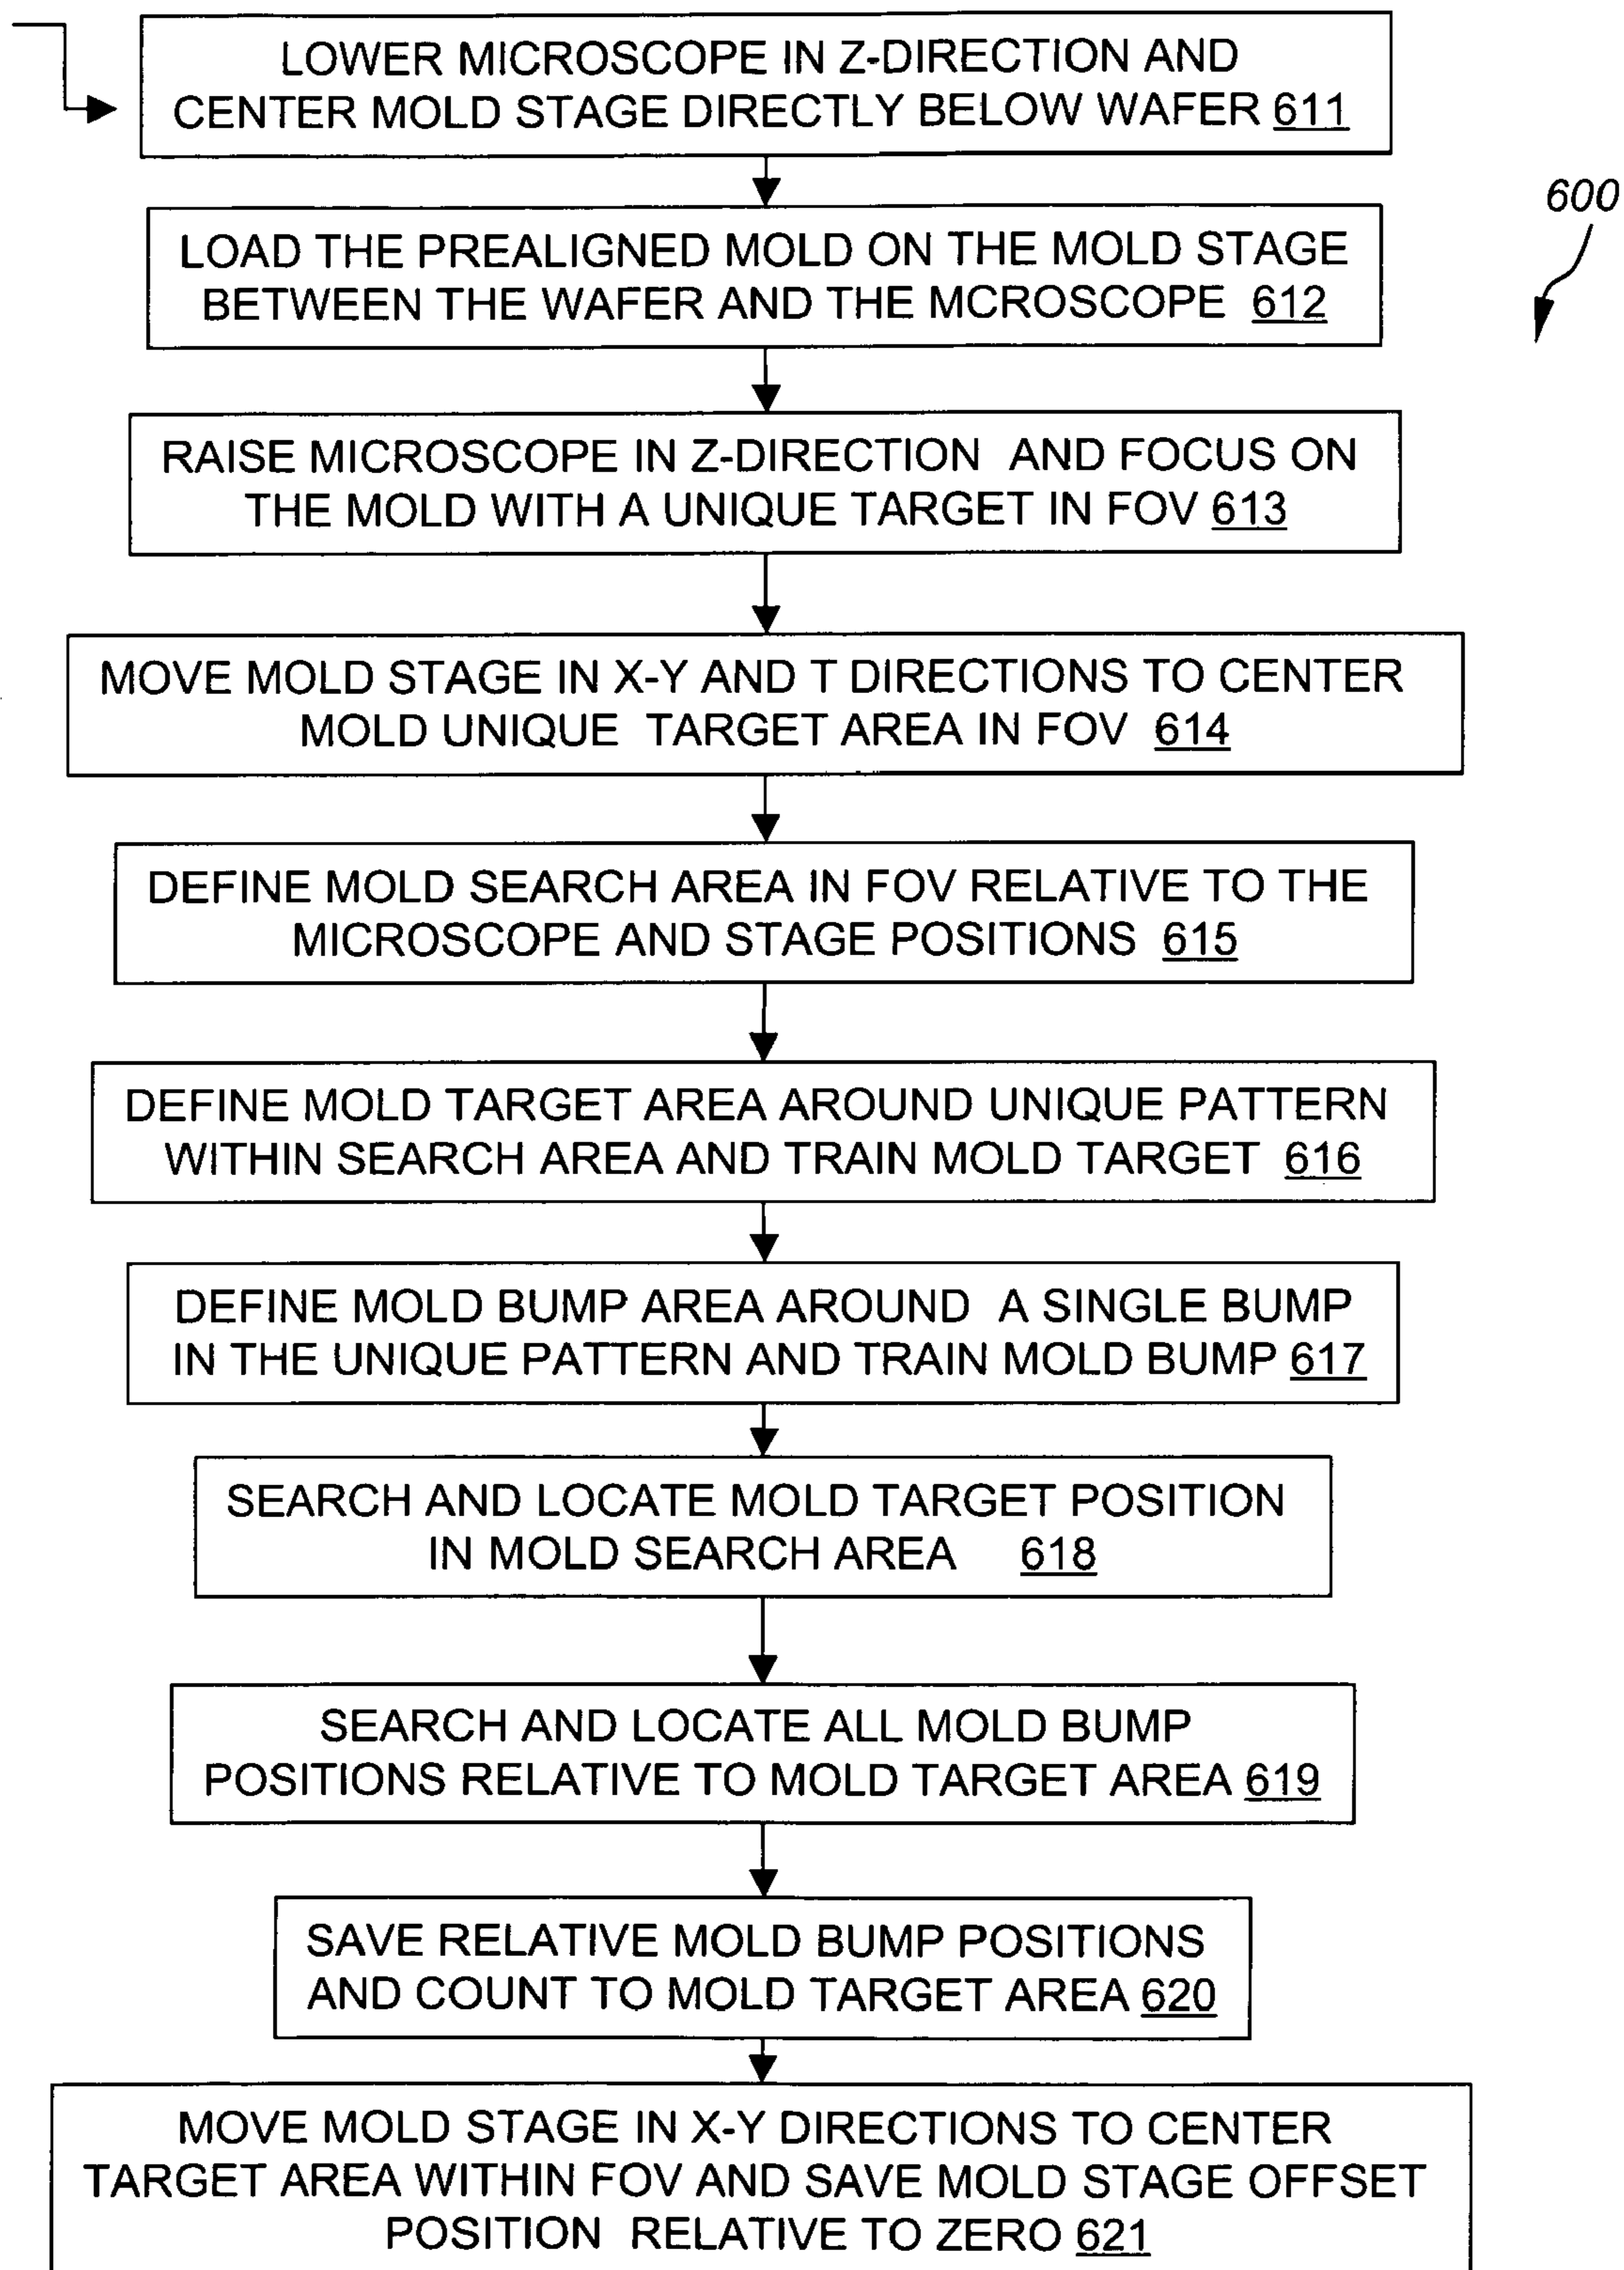 LOWER MICROSCOPE IN Z-DIRECTION AND
CENTER MOLD STAGE DIRECTLY BELOW WAFER 611
600
LOAD THE PREALIGNED MOLD ON THE MOLD STAGE
BETWEEN THE WAFER AND THE MCROSCOPE 612
RAISE MICROSCOPE IN Z-DIRECTION AND FOCUS ON
THE MOLD WITH A UNIQUE TARGET IN FOV 613
MOVE MOLD STAGE IN X-Y AND T DIRECTIONS TO CENTER
MOLD UNIQUE TARGET AREA IN FOV 614
DEFINE MOLD SEARCH AREA IN FOV RELATIVE TO THE
MICROSCOPE AND STAGE POSITIONS 615
DEFINE MOLD TARGET AREA AROUND UNIQUE PATTERN
WITHIN SEARCH AREA AND TRAIN MOLD TARGET 616
DEFINE MOLD BUMP AREA AROUND A SINGLE BUMP
IN THE UNIQUE PATTERN AND TRAIN MOLD BUMP 617
SEARCH AND LOCATE MOLD TARGET POSITION
IN MOLD SEARCH AREA 618
SEARCH AND LOCATE ALL MOLD BUMP
POSITIONS RELATIVE TO MOLD TARGET AREA 619
SAVE RELATIVE MOLD BUMP POSITIONS
AND COUNT TO MOLD TARGET AREA 620
MOVE MOLD STAGE IN X-Y DIRECTIONS TO CENTER
TARGET AREA WITHIN FOV AND SAVE MOLD STAGE OFFSET
POSITION RELATIVE TO ZERO 621